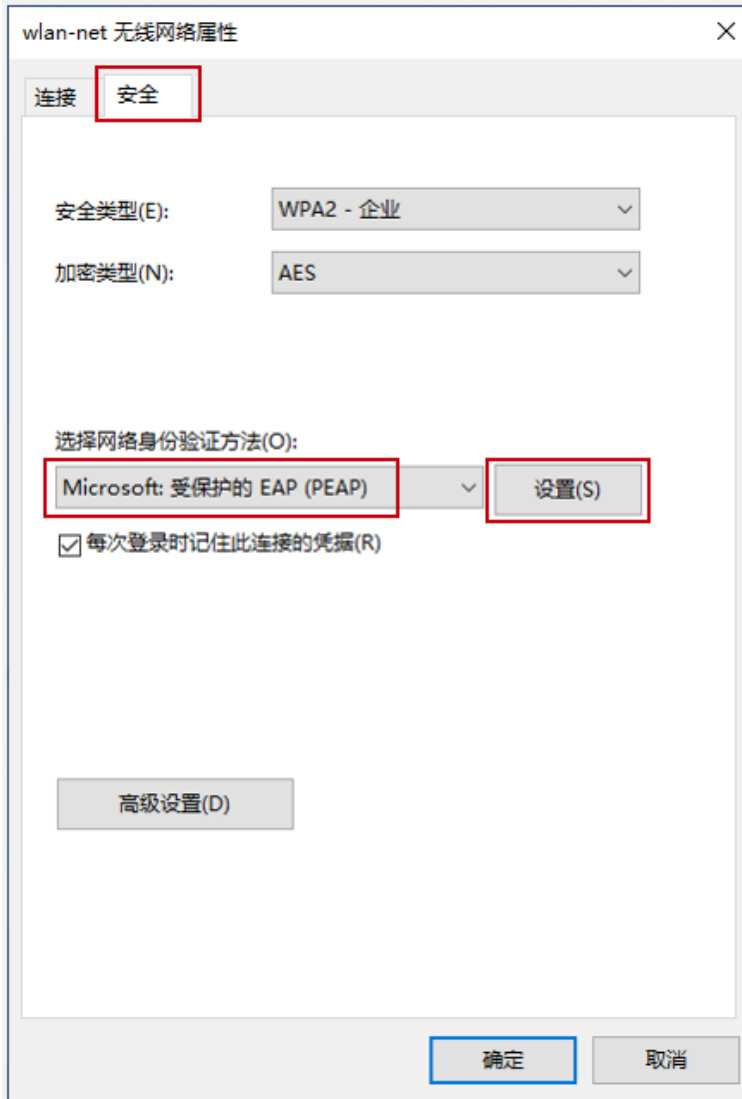 wlan-net 无线网络属性
连接 安全
安全类型(E): WPA2 - 企业
加密类型(N): AES
选择网络身份验证方法(O):
Microsoft: 受保护的 EAP (PEAP) 设置(S)
每次登录时记住此连接的凭据(R)
高级设置(D)
确定 取消